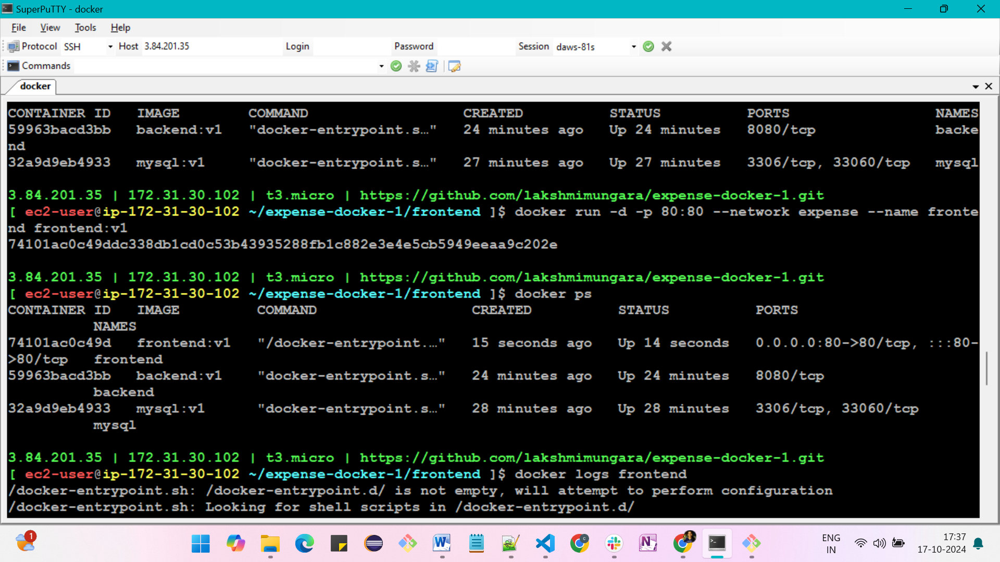 SuperPuTTY - docker
File View Tools Help
Protocol SSH Host 3.84.201.35 Login Password Session daws-81s
Commands
docker
CONTAINER ID IMAGE COMMAND CREATED STATUS PORTS NAMES
59963bacd3bb backend:v1 "docker-entrypoint.s…" 24 minutes ago Up 24 minutes 8080/tcp backe
nd
32a9d9eb4933 mysql:v1 "docker-entrypoint.s…" 27 minutes ago Up 27 minutes 3306/tcp, 33060/tcp mysql
3.84.201.35 | 172.31.30.102 | t3.micro | https://github.com/lakshmimungara/expense-docker-1.git
[ ec2-user@ip-172-31-30-102 ~/expense-docker-1/frontend ]$ docker run -d -p 80:80 --network expense --name fronte
nd frontend:v1
74101ac0c49ddc338db1cd0c53b43935288fb1c882e3e4e5cb5949eeaa9c202e
3.84.201.35 | 172.31.30.102 | t3.micro | https://github.com/lakshmimungara/expense-docker-1.git
[ ec2-user@ip-172-31-30-102 ~/expense-docker-1/frontend ]$ docker ps
CONTAINER ID IMAGE COMMAND CREATED STATUS PORTS
NAMES
74101ac0c49d frontend:v1 "/docker-entrypoint.…" 15 seconds ago Up 14 seconds 0.0.0.0:80->80/tcp, :::80-
>80/tcp frontend
59963bacd3bb backend:v1 "docker-entrypoint.s…" 24 minutes ago Up 24 minutes 8080/tcp
backend
32a9d9eb4933 mysql:v1 "docker-entrypoint.s…" 28 minutes ago Up 28 minutes 3306/tcp, 33060/tcp
mysql
3.84.201.35 | 172.31.30.102 | t3.micro | https://github.com/lakshmimungara/expense-docker-1.git
[ ec2-user@ip-172-31-30-102 ~/expense-docker-1/frontend ]$ docker logs frontend
/docker-entrypoint.sh: /docker-entrypoint.d/ is not empty, will attempt to perform configuration
/docker-entrypoint.sh: Looking for shell scripts in /docker-entrypoint.d/
1
ENG
IN
17:37
17-10-2024